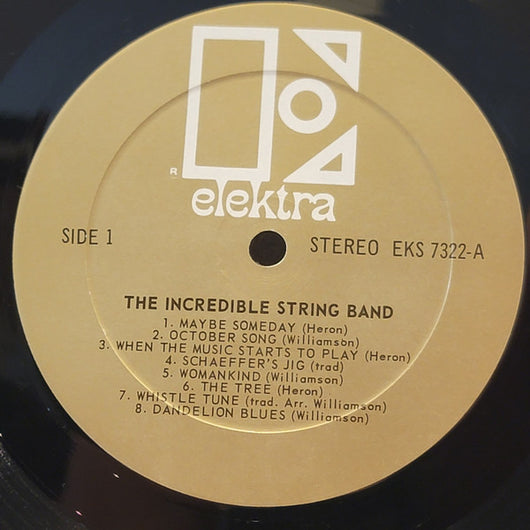 R
elektra
SIDE 1
STEREO EKS 7322-A
THE INCREDIBLE STRING BAND
1. MAYBE SOMEDAY (Heron)
2. OCTOBER SONG (Williamson)
3. WHEN THE MUSIC STARTS TO PLAY (Heron)
4. SCHAEFFER'S JIG (trad)
5. WOMANKIND (Williamson)
6. THE TREE (Heron)
7. WHISTLE TUNE (trad. Arr. Williamson)
8. DANDELION BLUES (Williamson)